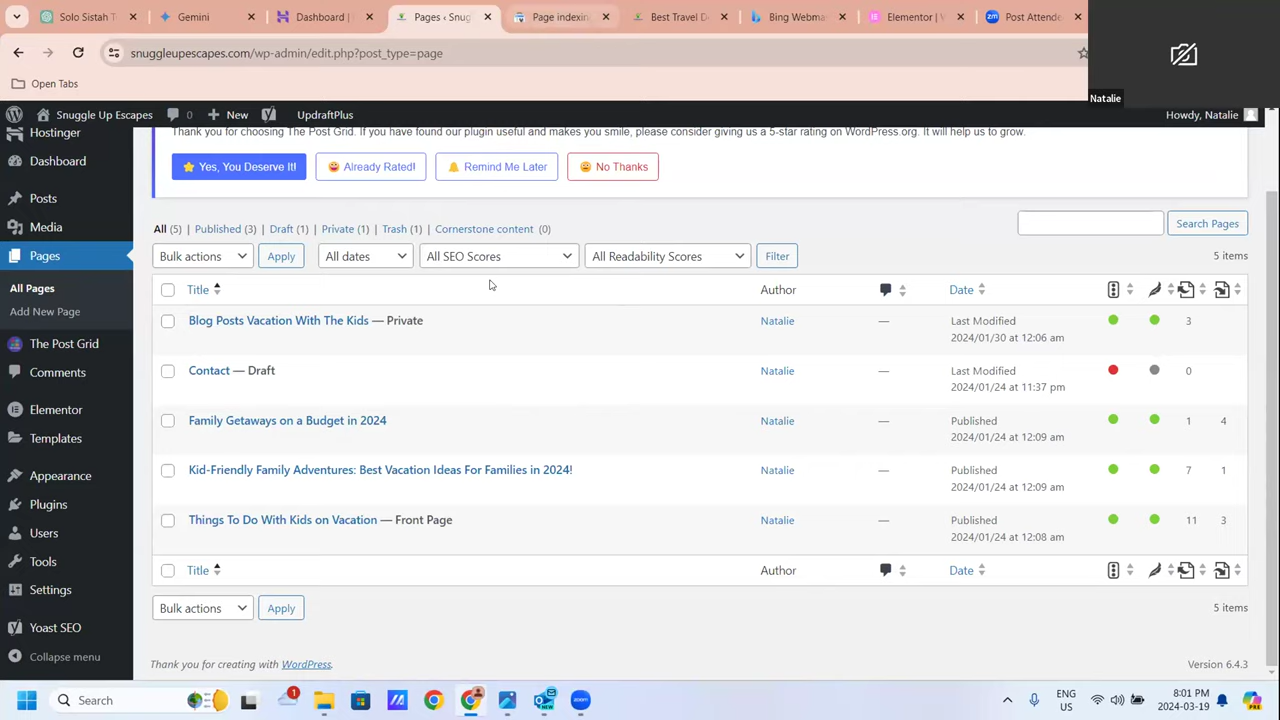 Solo Sistah T
Gemini
Dashboard |
Pages ‹ Snug
Page indexin
Best Travel D
Bing Webma
Elementor | V
Post Attende
snuggleupescapes.com/wp-admin/edit.php?post_type=page
Open Tabs
Natalie
Snuggle Up Escapes
0
New
UpdraftPlus
Howdy, Natalie
Hostinger
Dashboard
Posts
Media
Pages
All Pages
Add New Page
The Post Grid
Comments
Elementor
Templates
Appearance
Plugins
Users
Tools
Settings
Yoast SEO
Collapse menu
Thank you for choosing The Post Grid. If you have found our plugin useful and makes you smile, please consider giving us a 5-star rating on WordPress.org. It will help us to grow.
Yes, You Deserve It!
Already Rated!
Remind Me Later
No Thanks
All (5) | Published (3) | Draft (1) | Private (1) | Trash (1) | Cornerstone content (0)
Search Pages
Bulk actions
Apply
All dates
All SEO Scores
All Readability Scores
Filter
5 items
Title
Author
Date
Blog Posts Vacation With The Kids — Private
Natalie
—
Last Modified
2024/01/30 at 12:06 am
3
Contact — Draft
Natalie
—
Last Modified
2024/01/24 at 11:37 pm
0
Family Getaways on a Budget in 2024
Natalie
—
Published
2024/01/24 at 12:09 am
1
4
Kid-Friendly Family Adventures: Best Vacation Ideas For Families in 2024!
Natalie
—
Published
2024/01/24 at 12:09 am
7
1
Things To Do With Kids on Vacation — Front Page
Natalie
—
Published
2024/01/24 at 12:08 am
11
3
Title
Author
Date
Bulk actions
Apply
5 items
Thank you for creating with WordPress.
Version 6.4.3
Search
1
ENG
US
8:01 PM
2024-03-19